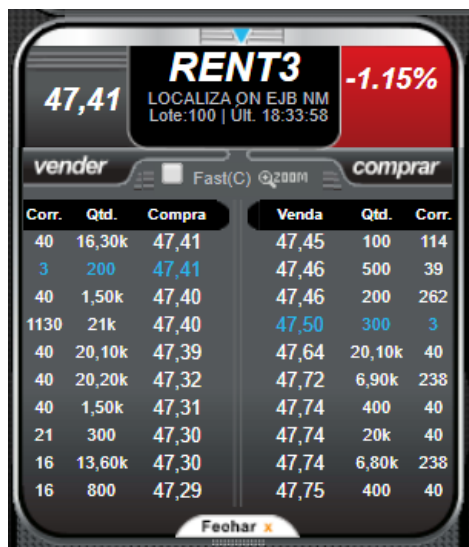 RENT3
47,41
-1.15%
LOCALIZA ON EJB NM
Lote:100 | Últ. 18:33:58
vender
comprar
Fast(C) ZOOM
Corr. Qtd. Compra Venda Qtd. Corr.
40 16,30k 47,41 47,45 100 114
3 200 47,41 47,46 500 39
40 1,50k 47,40 47,46 200 262
1130 21k 47,40 47,50 300 3
40 20,10k 47,39 47,64 20,10k 40
40 20,20k 47,32 47,72 6,90k 238
40 1,50k 47,31 47,74 400 40
21 300 47,30 47,74 20k 40
16 13,60k 47,30 47,74 6,80k 238
16 800 47,29 47,75 400 40
Fechar x